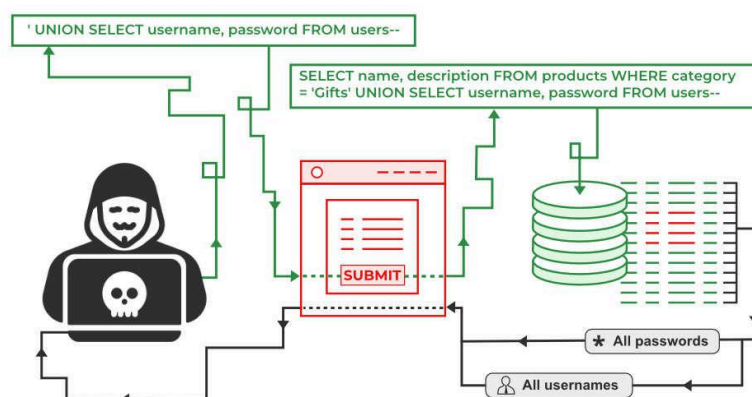 ' UNION SELECT username, password FROM users--
SELECT name, description FROM products WHERE category
= 'Gifts' UNION SELECT username, password FROM users--
SUBMIT
* All passwords
All usernames